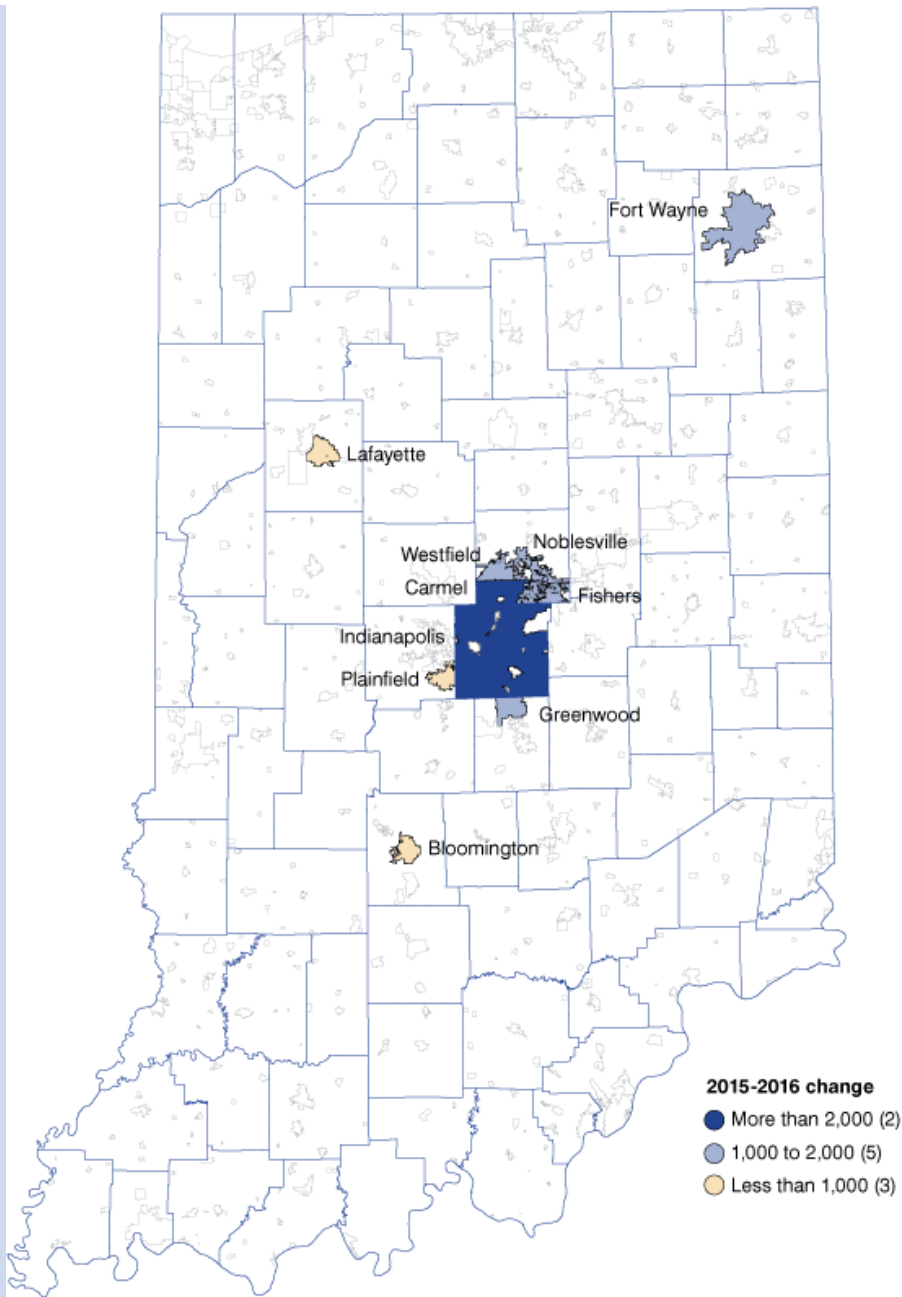 Fort Wayne
Lafayette
Noblesville
Westfield
Carmel
Fishers
Indianapolis
Plainfield
Greenwood
Bloomington
2015-2016 change
More than 2,000 (2)
1,000 to 2,000 (5)
Less than 1,000 (3)